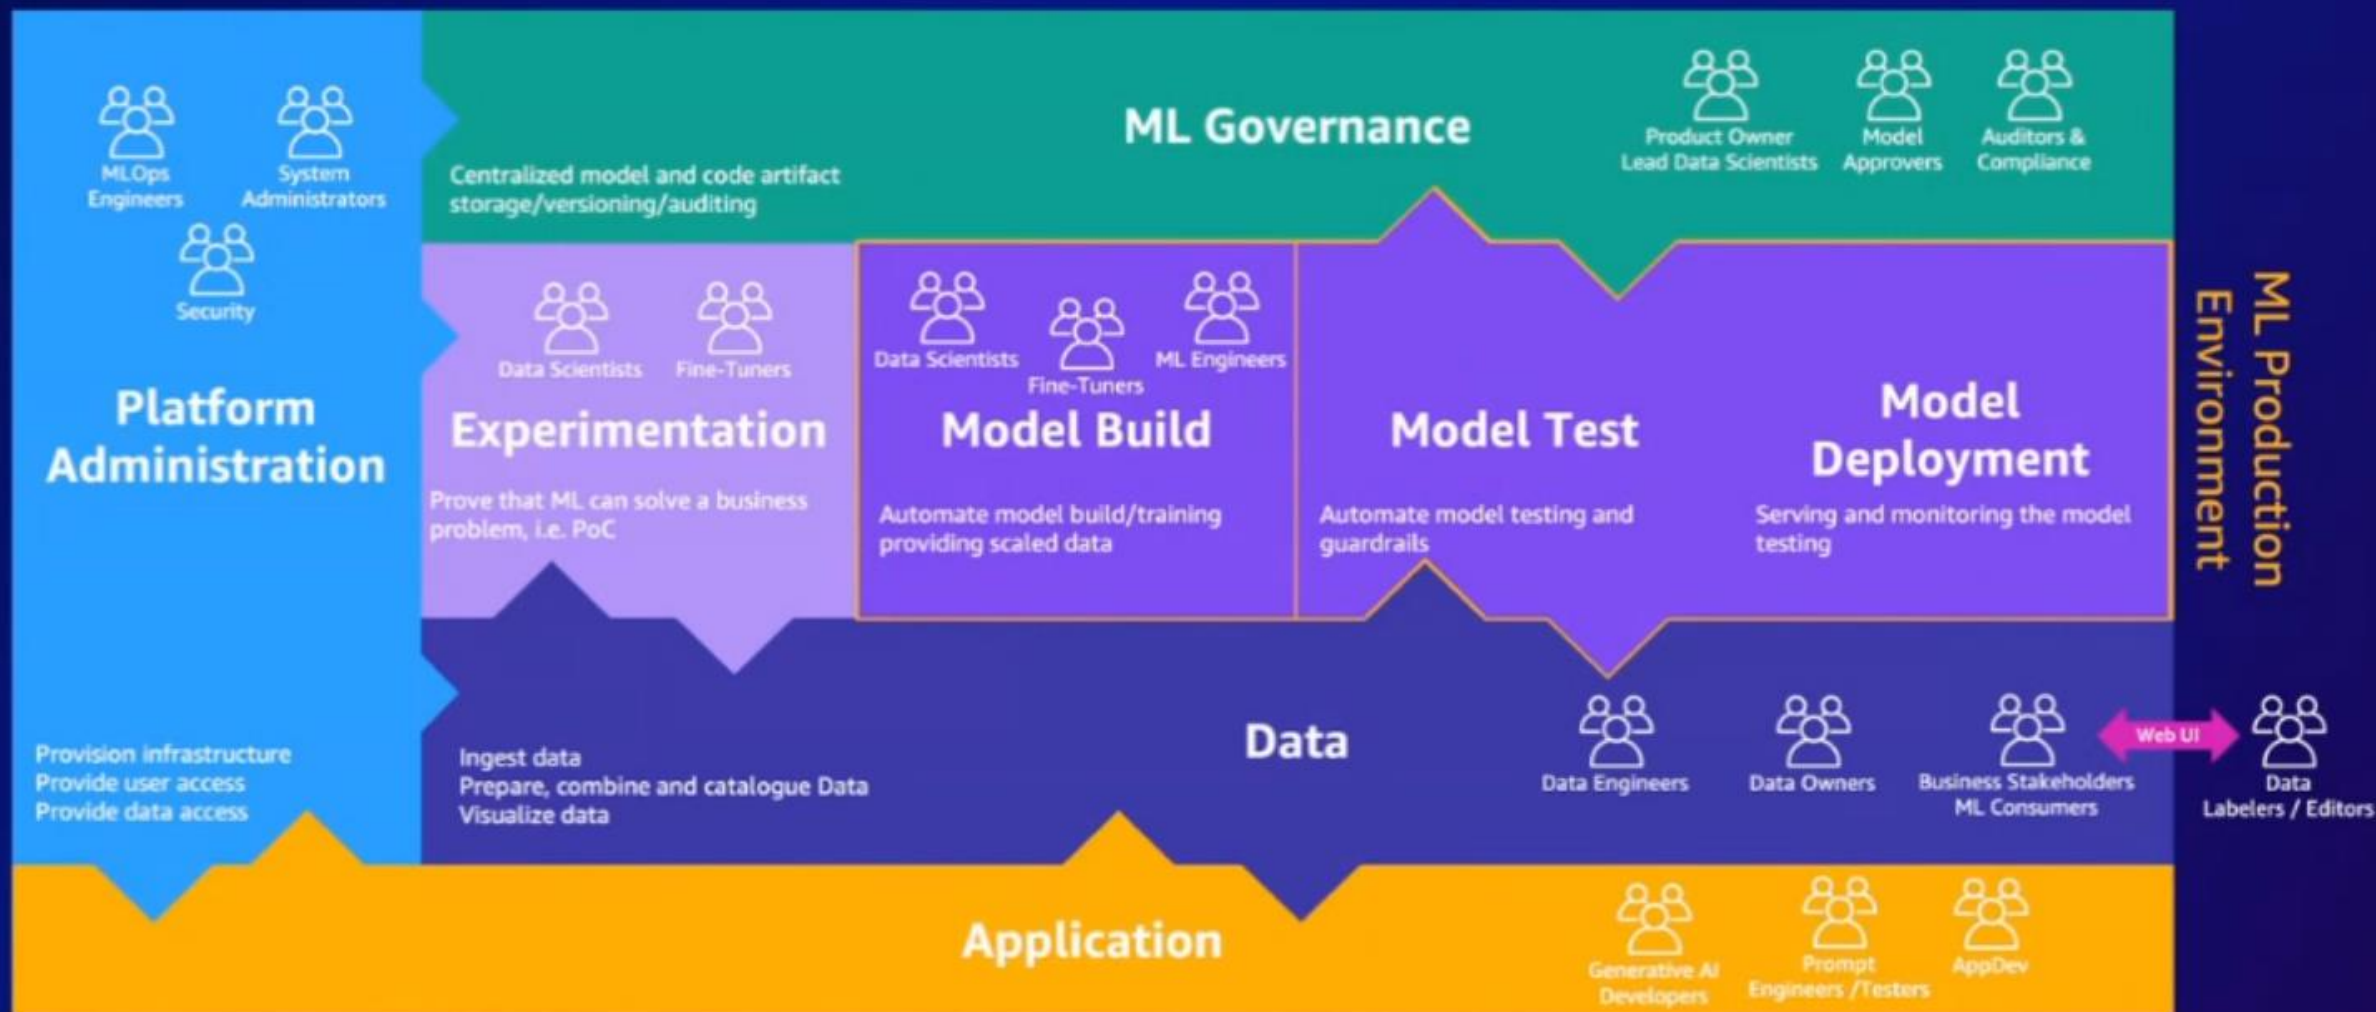 MLOps
Engineers
System
Administrators
Security
Platform
Administration
Provision infrastructure
Provide user access
Provide data access
ML Governance
Centralized model and code artifact
storage/versioning/auditing
Product Owner
Lead Data Scientists
Model
Approvers
Auditors &
Compliance
Data Scientists
Fine-Tuners
Experimentation
Prove that ML can solve a business
problem, i.e. PoC
Data Scientists
Fine-Tuners
ML Engineers
Model Build
Automate model build/training
providing scaled data
Model Test
Automate model testing and
guardrails
Model
Deployment
Serving and monitoring the model
testing
ML Production
Environment
Data
Ingest data
Prepare, combine and catalogue Data
Visualize data
Data Engineers
Data Owners
Business Stakeholders
ML Consumers
Web UI
Data
Labelers / Editors
Application
Generative AI
Developers
Prompt
Engineers /Testers
AppDev